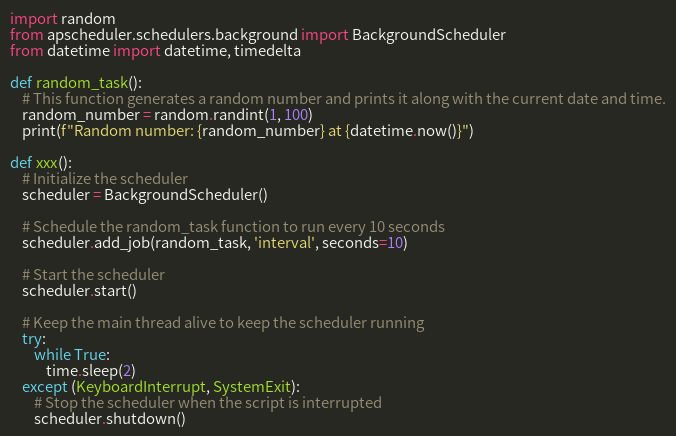 import random
from apscheduler.schedulers.background import BackgroundScheduler
from datetime import datetime, timedelta

def random_task():
    # This function generates a random number and prints it along with the current date and time.
    random_number = random.randint(1, 100)
    print(f"Random number: {random_number} at {datetime.now()}")

def xxx():
    # Initialize the scheduler
    scheduler = BackgroundScheduler()

    # Schedule the random_task function to run every 10 seconds
    scheduler.add_job(random_task, 'interval', seconds=10)

    # Start the scheduler
    scheduler.start()

    # Keep the main thread alive to keep the scheduler running
    try:
        while True:
            time.sleep(2)
    except (KeyboardInterrupt, SystemExit):
        # Stop the scheduler when the script is interrupted
        scheduler.shutdown()